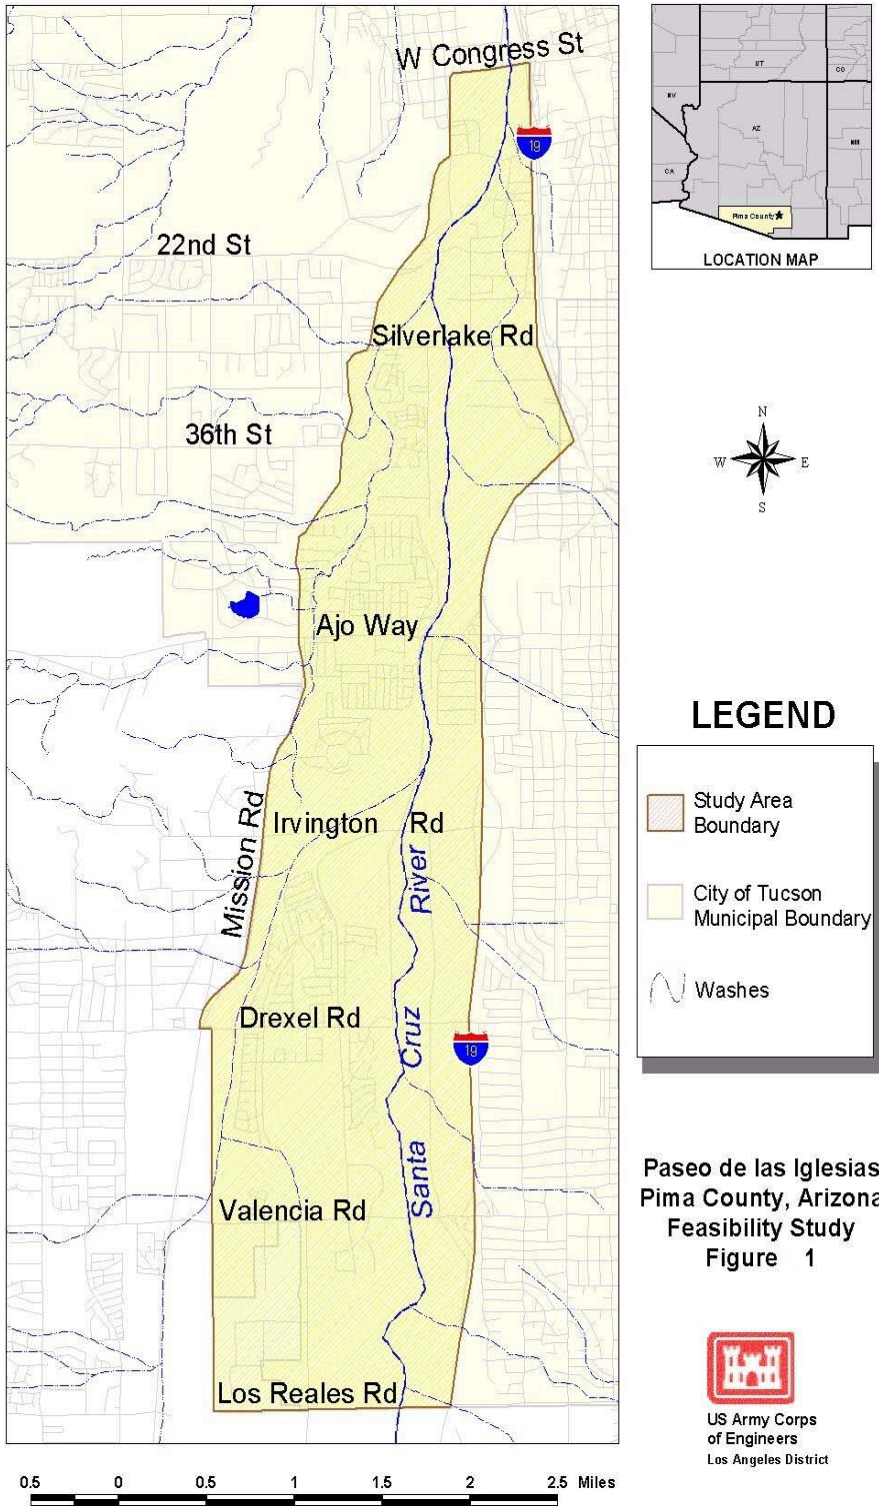 W Congress St
19
22nd St
Silverlake Rd
36th St
Ajo Way
Mission Rd
Irvington Rd
Santa Cruz River
Drexel Rd
19
Valencia Rd
Los Reales Rd
0.5 0 0.5 1 1.5 2 2.5 Miles
UT
CO
NV
AZ
NM
CA
Pima County
LOCATION MAP
N
W E
S
LEGEND
Study Area
Boundary
City of Tucson
Municipal Boundary
Washes
Paseo de las Iglesias
Pima County, Arizona
Feasibility Study
Figure 1
US Army Corps
of Engineers
Los Angeles District